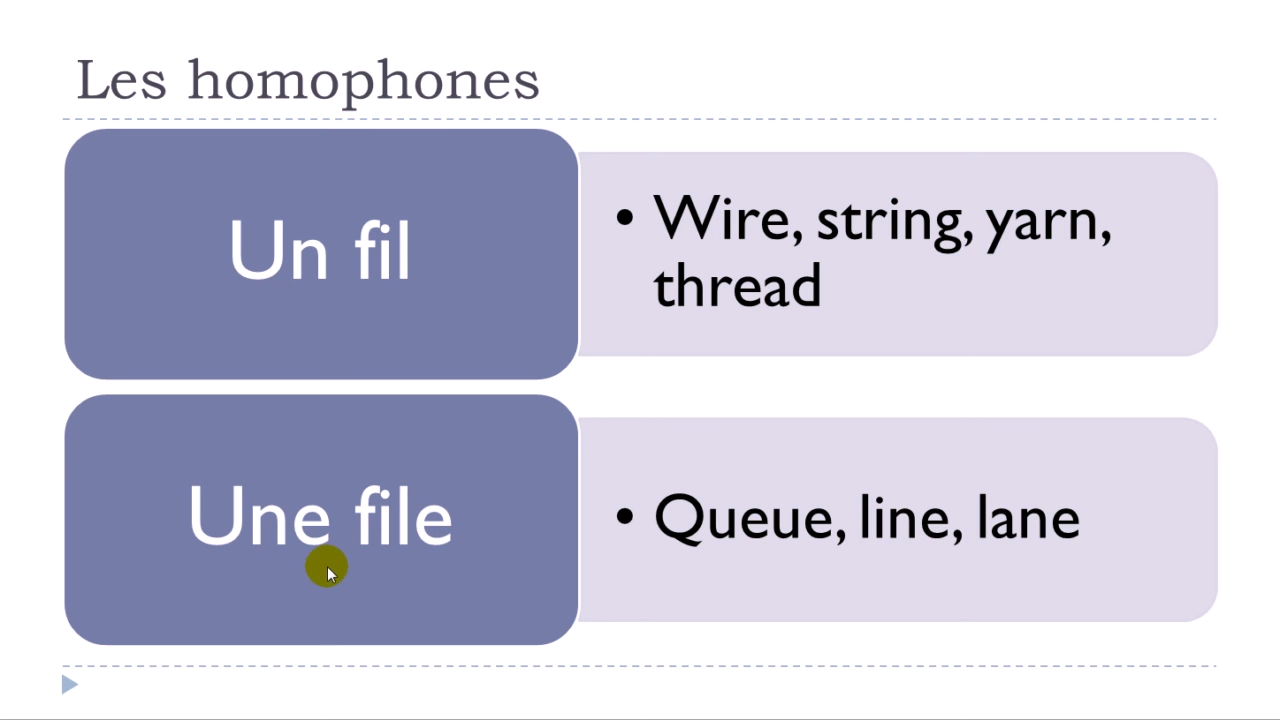 Les homophones
Un fil
• Wire, string, yarn,
thread
Une file
• Queue, line, lane